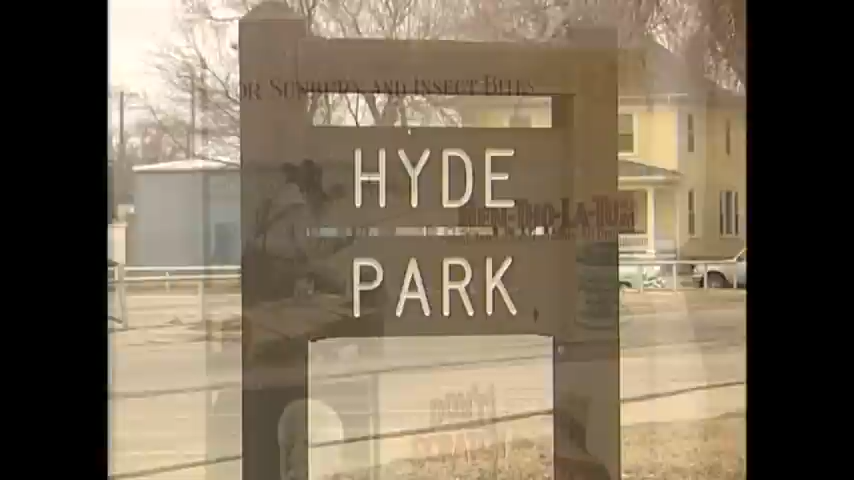 OR SUNBURN AND INSECT BITES
HYDE
MEN-THO-LA-TUM
PARK